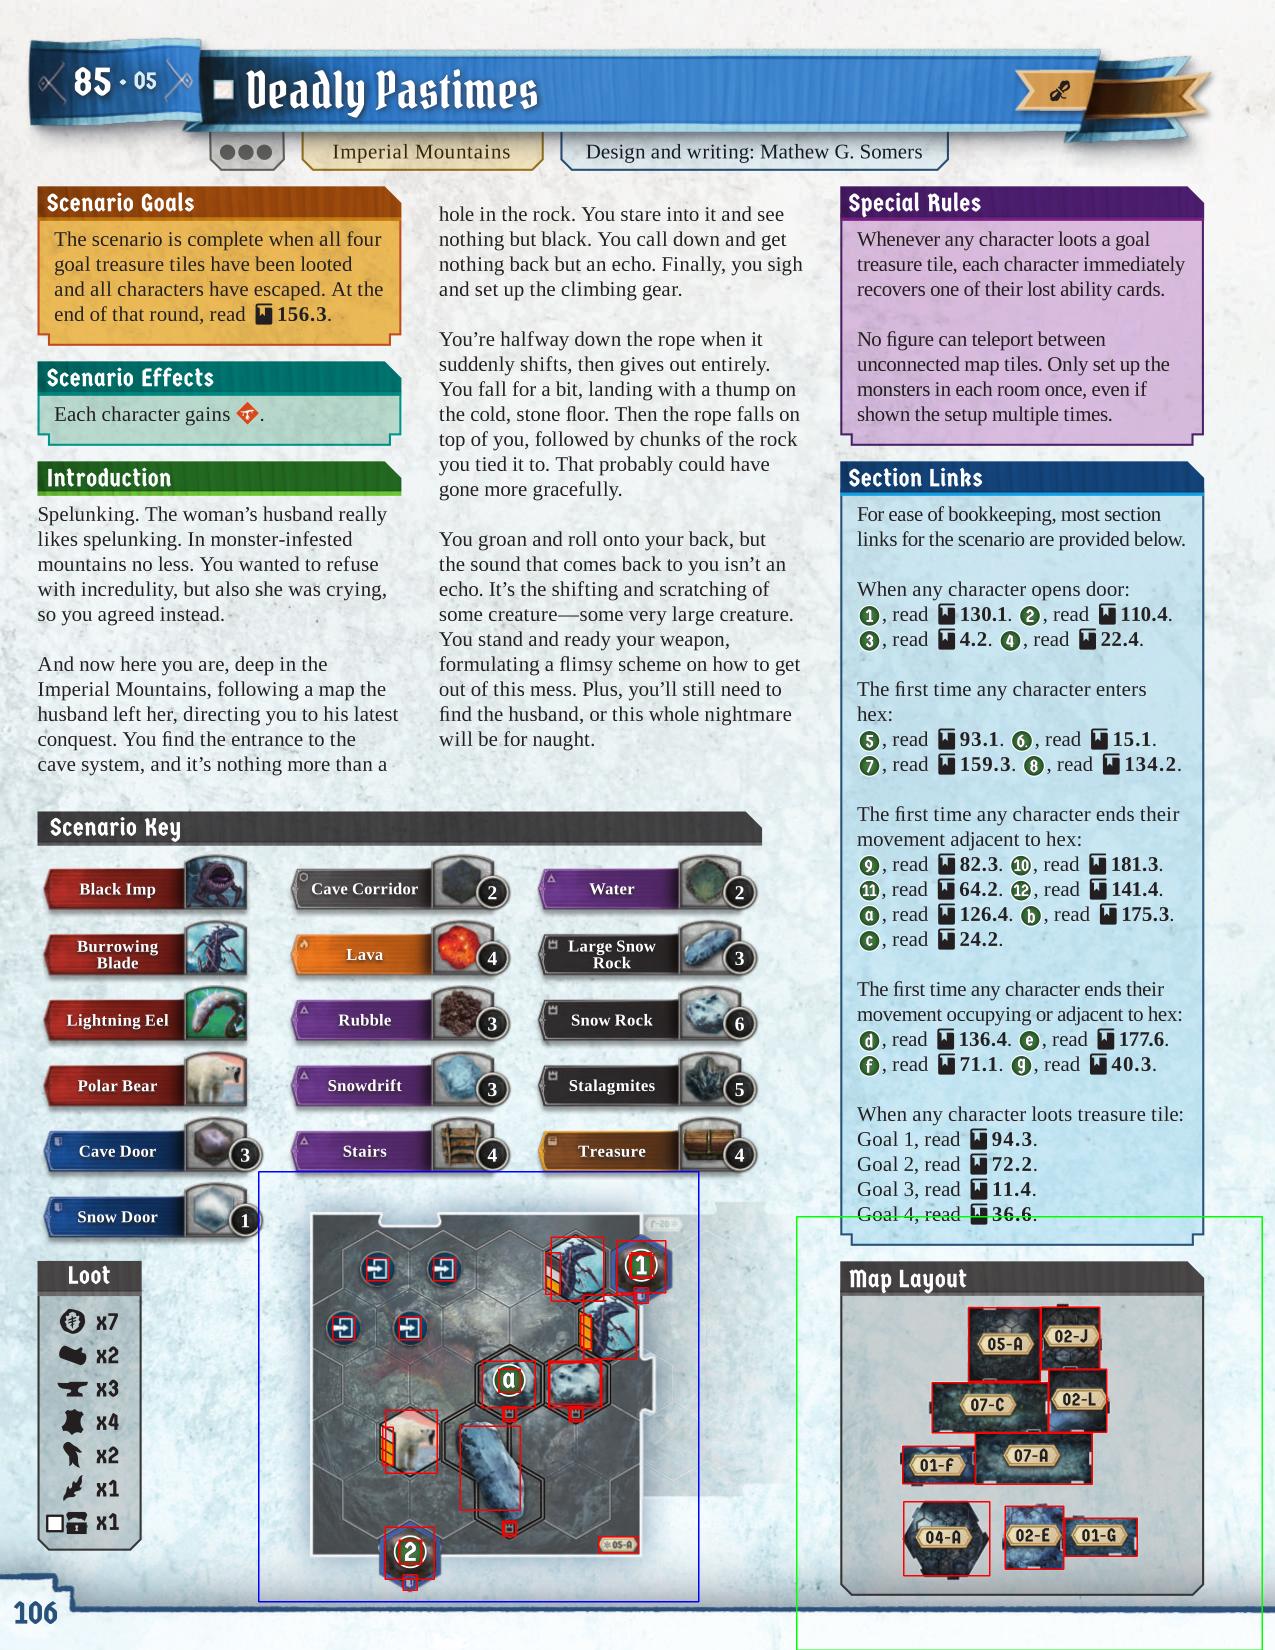 85 · 05
Deadly Pastimes
Imperial Mountains
Design and writing: Mathew G. Somers
Scenario Goals
The scenario is complete when all four
goal treasure tiles have been looted
and all characters have escaped. At the
end of that round, read 156.3.
Scenario Effects
Each character gains .
Introduction
Spelunking. The woman’s husband really
likes spelunking. In monster-infested
mountains no less. You wanted to refuse
with incredulity, but also she was crying,
so you agreed instead.
And now here you are, deep in the
Imperial Mountains, following a map the
husband left her, directing you to his latest
conquest. You find the entrance to the
cave system, and it’s nothing more than a
hole in the rock. You stare into it and see
nothing but black. You call down and get
nothing back but an echo. Finally, you sigh
and set up the climbing gear.
You’re halfway down the rope when it
suddenly shifts, then gives out entirely.
You fall for a bit, landing with a thump on
the cold, stone floor. Then the rope falls on
top of you, followed by chunks of the rock
you tied it to. That probably could have
gone more gracefully.
You groan and roll onto your back, but
the sound that comes back to you isn’t an
echo. It’s the shifting and scratching of
some creature—some very large creature.
You stand and ready your weapon,
formulating a flimsy scheme on how to get
out of this mess. Plus, you’ll still need to
find the husband, or this whole nightmare
will be for naught.
Special Rules
Whenever any character loots a goal
treasure tile, each character immediately
recovers one of their lost ability cards.
No figure can teleport between
unconnected map tiles. Only set up the
monsters in each room once, even if
shown the setup multiple times.
Section Links
For ease of bookkeeping, most section
links for the scenario are provided below.
When any character opens door:
1, read 130.1. 2, read 110.4.
3, read 4.2. 4, read 22.4.
The first time any character enters
hex:
5, read 93.1. 6, read 15.1.
7, read 159.3. 8, read 134.2.
The first time any character ends their
movement adjacent to hex:
9, read 82.3. 10, read 181.3.
11, read 64.2. 12, read 141.4.
a, read 126.4. b, read 175.3.
c, read 24.2.
The first time any character ends their
movement occupying or adjacent to hex:
d, read 136.4. e, read 177.6.
f, read 71.1. g, read 40.3.
When any character loots treasure tile:
Goal 1, read 94.3.
Goal 2, read 72.2.
Goal 3, read 11.4.
Goal 4, read 36.6.
Scenario Key
Black Imp
Cave Corridor 2
Water 2
Burrowing
Blade
Lava 4
Large Snow
Rock 3
Lightning Eel
Rubble 3
Snow Rock 6
Polar Bear
Snowdrift 3
Stalagmites 5
Cave Door 3
Stairs 4
Treasure 4
Snow Door 1
Loot
x7
x2
x3
x4
x2
x1
x1
1
a
2
05-A
Map Layout
05-A
02-J
07-C
02-L
01-F
07-A
04-A
02-E
01-G
106